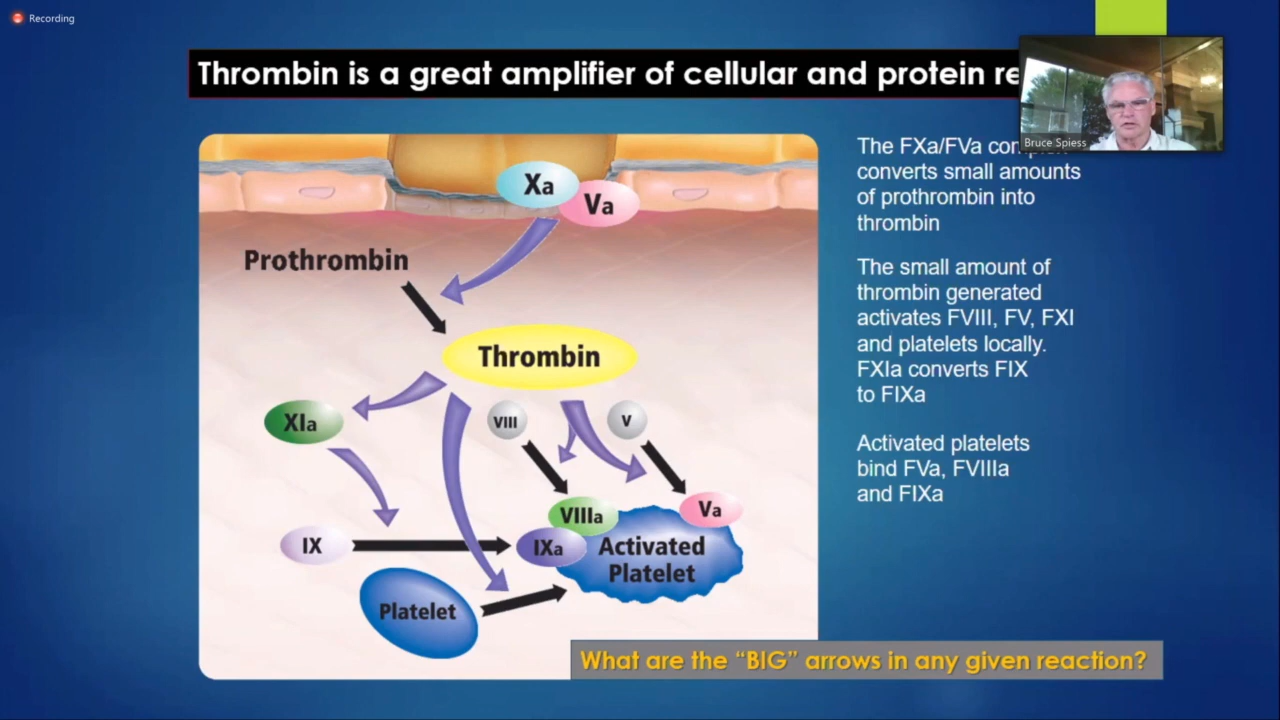 Recording
Thrombin is a great amplifier of cellular and protein
Bruce Spiess
Xa
Va
Prothrombin
Thrombin
XIa
VIII
V
VIIIa
Va
IX
IXa
Activated
Platelet
Platelet
The FXa/FVa
converts small amounts
of prothrombin into
thrombin
The small amount of
thrombin generated
activates FVIII, FV, FXI
and platelets locally.
FXIa converts FIX
to FIXa
Activated platelets
bind FVa, FVIIIa
and FIXa
What are the “BIG” arrows in any given reaction?